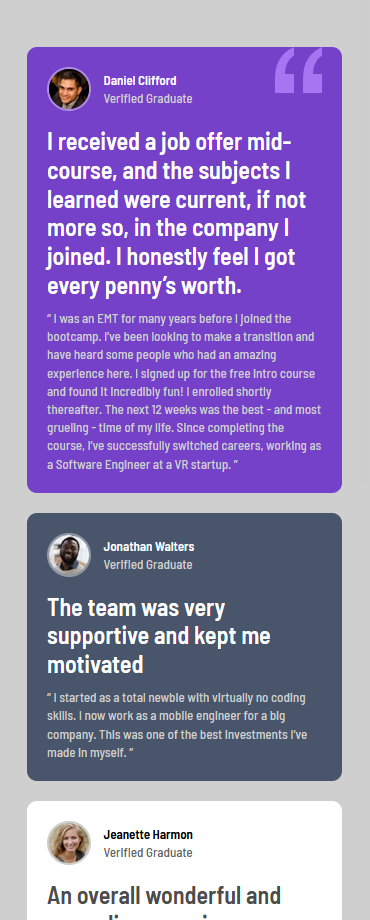 Daniel Clifford
Verified Graduate
“
I received a job offer mid-
course, and the subjects I
learned were current, if not
more so, in the company I
joined. I honestly feel I got
every penny’s worth.
“ I was an EMT for many years before I joined the
bootcamp. I’ve been looking to make a transition and
have heard some people who had an amazing
experience here. I signed up for the free intro course
and found it incredibly fun! I enrolled shortly
thereafter. The next 12 weeks was the best - and most
grueling - time of my life. Since completing the
course, I’ve successfully switched careers, working as
a Software Engineer at a VR startup. ”
Jonathan Walters
Verified Graduate
The team was very
supportive and kept me
motivated
“ I started as a total newbie with virtually no coding
skills. I now work as a mobile engineer for a big
company. This was one of the best investments I’ve
made in myself. ”
Jeanette Harmon
Verified Graduate
An overall wonderful and